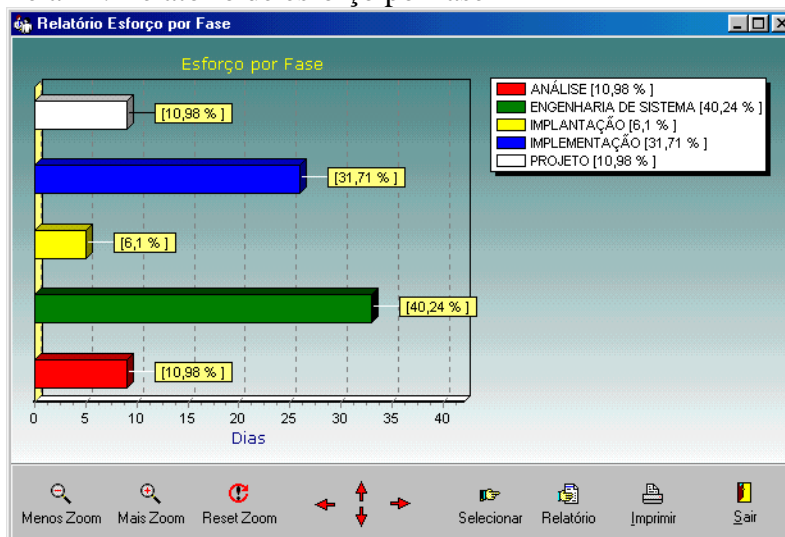 Relatório Esforço por Fase
Esforço por Fase
[10,98 % ]
[31,71 % ]
[6,1 % ]
[40,24 % ]
[10,98 % ]
0 5 10 15 20 25 30 35 40
Dias
ANÁLISE [10,98 % ]
ENGENHARIA DE SISTEMA [40,24 % ]
IMPLANTAÇÃO [6,1 % ]
IMPLEMENTAÇÃO [31,71 % ]
PROJETO [10,98 % ]
Menos Zoom Mais Zoom Reset Zoom Selecionar Relatório Imprimir Sair